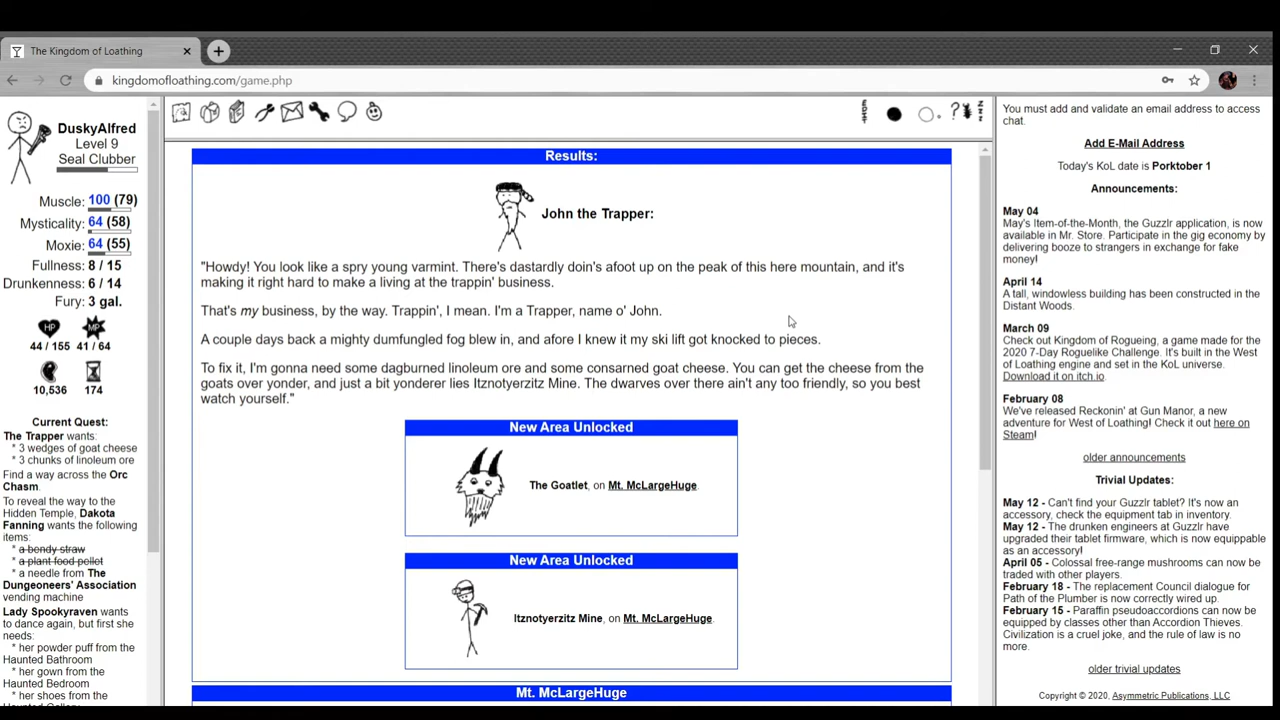 The Kingdom of Loathing
kingdomofloathing.com/game.php
DuskyAlfred
Level 9
Seal Clubber
Muscle: 100 (79)
Mysticality: 64 (58)
Moxie: 64 (55)
Fullness: 8 / 15
Drunkenness: 6 / 14
Fury: 3 gal.
HP MP
44 / 155 41 / 64
10,536 174
Current Quest:
The Trapper wants:
* 3 wedges of goat cheese
* 3 chunks of linoleum ore
Find a way across the Orc
Chasm.
To reveal the way to the
Hidden Temple, Dakota
Fanning wants the following
items:
* a bendy straw
* a plant food pellet
* a needle from The
Dungeoneers' Association
vending machine
Lady Spookyraven wants
to dance again, but first she
needs:
* her powder puff from the
Haunted Bathroom
* her gown from the
Haunted Bedroom
* her shoes from the
Results:
John the Trapper:
"Howdy! You look like a spry young varmint. There's dastardly doin's afoot up on the peak of this here mountain, and it's
making it right hard to make a living at the trappin' business.
That's my business, by the way. Trappin', I mean. I'm a Trapper, name o' John.
A couple days back a mighty dumfungled fog blew in, and afore I knew it my ski lift got knocked to pieces.
To fix it, I'm gonna need some dagburned linoleum ore and some consarned goat cheese. You can get the cheese from the
goats over yonder, and just a bit yonderer lies Itznotyerzitz Mine. The dwarves over there ain't any too friendly, so you best
watch yourself."
New Area Unlocked
The Goatlet, on Mt. McLargeHuge.
New Area Unlocked
Itznotyerzitz Mine, on Mt. McLargeHuge.
Mt. McLargeHuge
You must add and validate an email address to access
chat.
Add E-Mail Address
Today's KoL date is Porktober 1
Announcements:
May 04
May's Item-of-the-Month, the Guzzlr application, is now
available in Mr. Store. Participate in the gig economy by
delivering booze to strangers in exchange for fake
money!
April 14
A tall, windowless building has been constructed in the
Distant Woods.
March 09
Check out Kingdom of Rogueing, a game made for the
2020 7-Day Roguelike Challenge. It's built in the West
of Loathing engine and set in the KoL universe.
Download it on itch.io.
February 08
We've released Reckonin' at Gun Manor, a new
adventure for West of Loathing! Check it out here on
Steam!
older announcements
Trivial Updates:
May 12 - Can't find your Guzzlr tablet? It's now an
accessory, check the equipment tab in inventory.
May 12 - The drunken engineers at Guzzlr have
upgraded their tablet firmware, which is now equippable
as an accessory!
April 05 - Colossal free-range mushrooms can now be
traded with other players.
February 18 - The replacement Council dialogue for
Path of the Plumber is now correctly wired up.
February 15 - Paraffin pseudoaccordions can now be
equipped by classes other than Accordion Thieves.
Civilization is a cruel joke, and the rule of law is no
more.
older trivial updates
Copyright © 2020, Asymmetric Publications, LLC